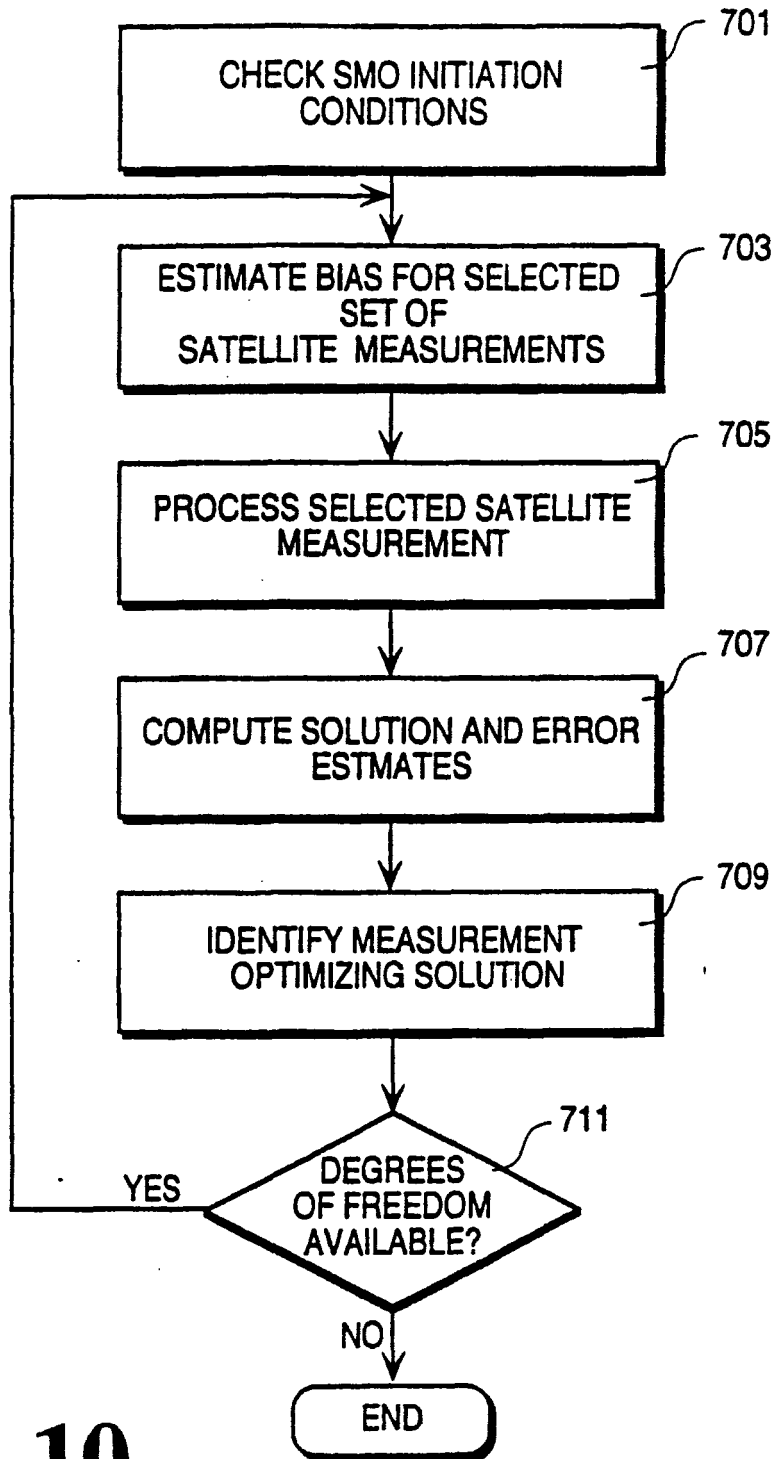 701
CHECK SMO INITIATION
CONDITIONS
703
ESTIMATE BIAS FOR SELECTED
SET OF
SATELLITE MEASUREMENTS
705
PROCESS SELECTED SATELLITE
MEASUREMENT
707
COMPUTE SOLUTION AND ERROR
ESTMATES
709
IDENTIFY MEASUREMENT
OPTIMIZING SOLUTION
711
DEGREES
OF FREEDOM
AVAILABLE?
YES
NO
END
10